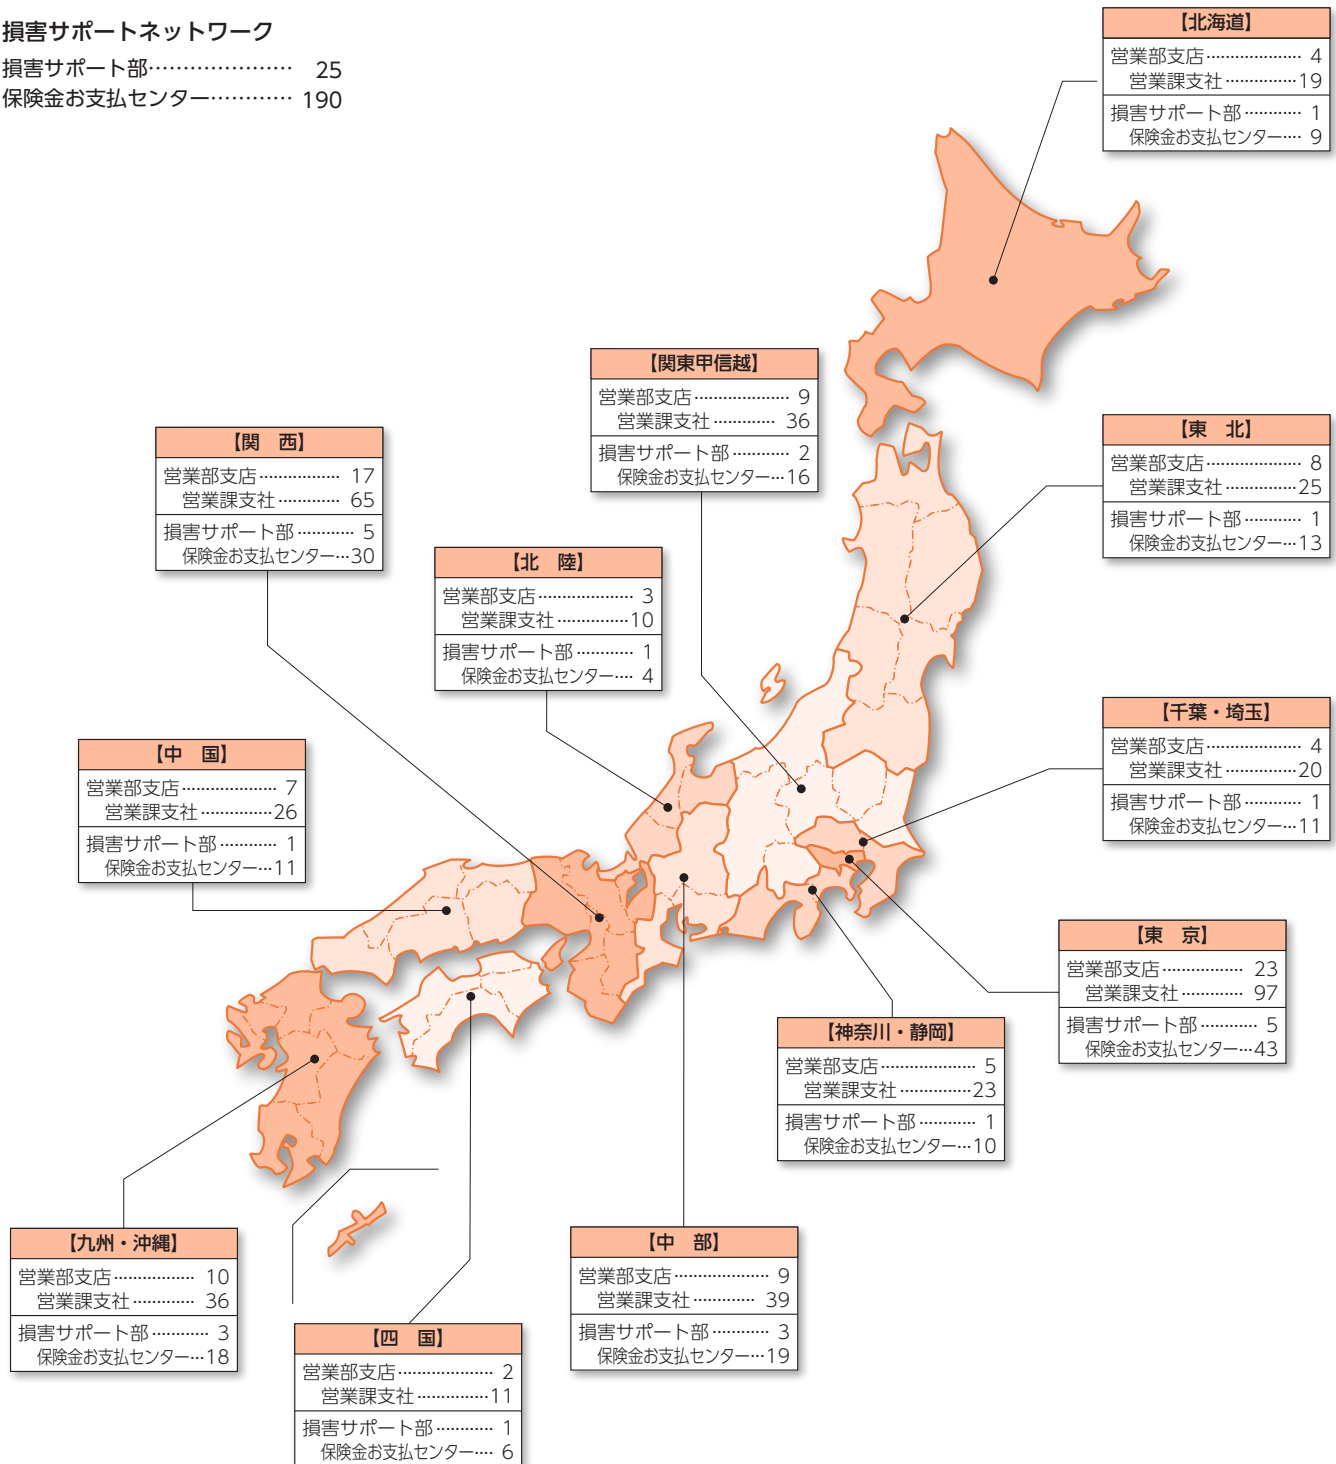 損害サポートネットワーク
損害サポート部………………… 25
保険金お支払センター………… 190
【北海道】
営業部支店………………… 4
営業課支社……………19
損害サポート部………… 1
保険金お支払センター…… 9
【関東甲信越】
営業部支店………………… 9
営業課支社………… 36
損害サポート部………… 2
保険金お支払センター…16
【東　北】
営業部支店………………… 8
営業課支社……………25
損害サポート部………… 1
保険金お支払センター…13
【関　西】
営業部支店……………… 17
営業課支社………… 65
損害サポート部………… 5
保険金お支払センター…30
【北　陸】
営業部支店………………… 3
営業課支社……………10
損害サポート部………… 1
保険金お支払センター…… 4
【千葉・埼玉】
営業部支店………………… 4
営業課支社……………20
損害サポート部………… 1
保険金お支払センター…11
【中　国】
営業部支店………………… 7
営業課支社……………26
損害サポート部………… 1
保険金お支払センター…11
【東　京】
営業部支店……………… 23
営業課支社………… 97
損害サポート部………… 5
保険金お支払センター…43
【神奈川・静岡】
営業部支店………………… 5
営業課支社……………23
損害サポート部………… 1
保険金お支払センター…10
【九州・沖縄】
営業部支店……………… 10
営業課支社………… 36
損害サポート部………… 3
保険金お支払センター…18
【中　部】
営業部支店………………… 9
営業課支社………… 39
損害サポート部………… 3
保険金お支払センター…19
【四　国】
営業部支店………………… 2
営業課支社……………11
損害サポート部………… 1
保険金お支払センター…… 6